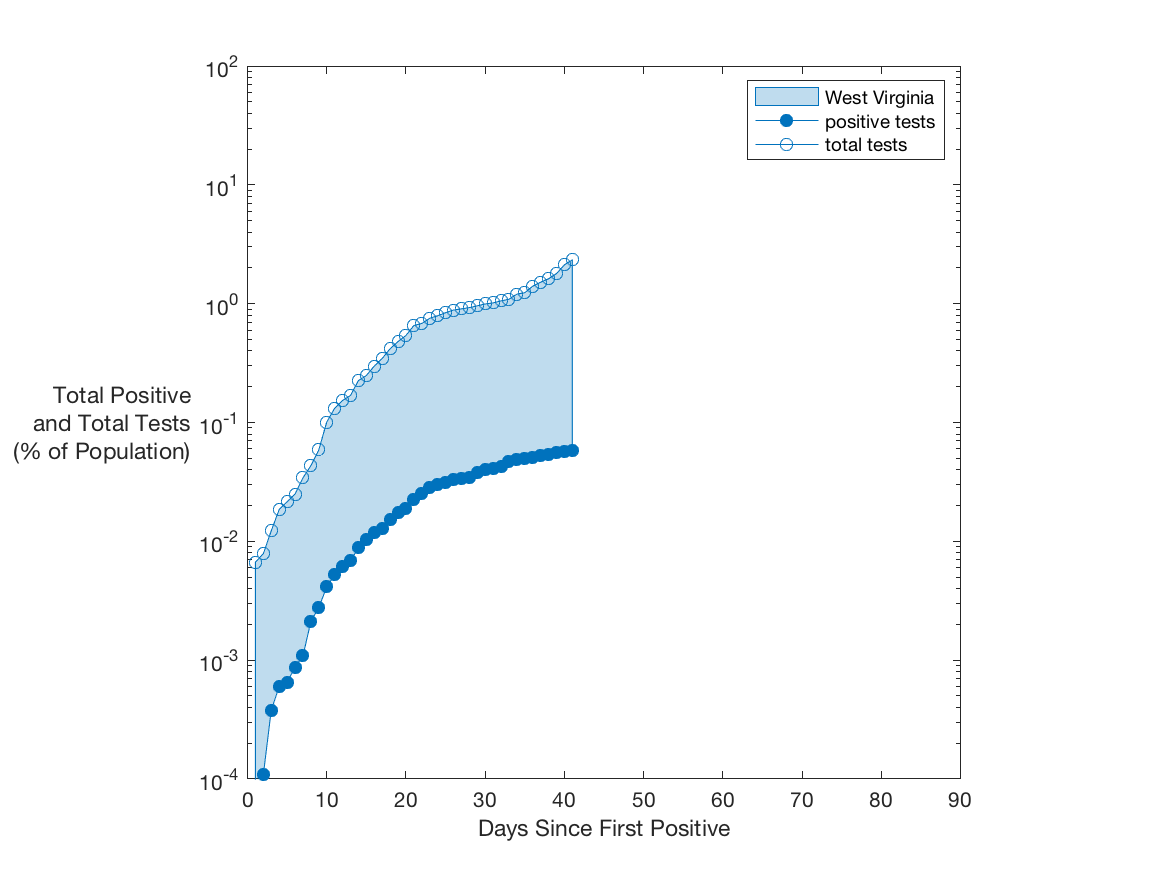 10^2
10^1
10^0
10^-1
10^-2
10^-3
10^-4
Total Positive
and Total Tests
(% of Population)
West Virginia
positive tests
total tests
0 10 20 30 40 50 60 70 80 90
Days Since First Positive